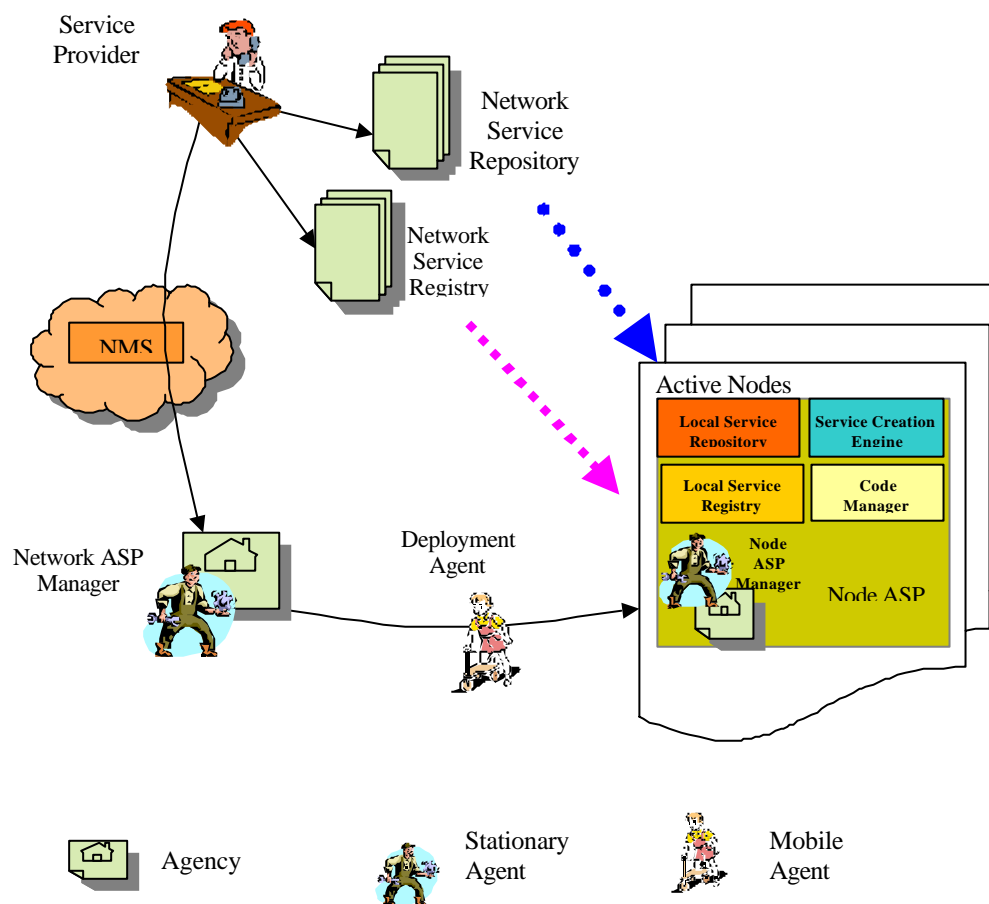 Service
Provider
Network
Service
Repository
Network
Service
Registry
NMS
Active Nodes
Local Service
Repository
Service Creation
Engine
Local Service
Registry
Code
Manager
Network ASP
Manager
Deployment
Agent
Node
ASP
Manager
Node ASP
Agency
Stationary
Agent
Mobile
Agent